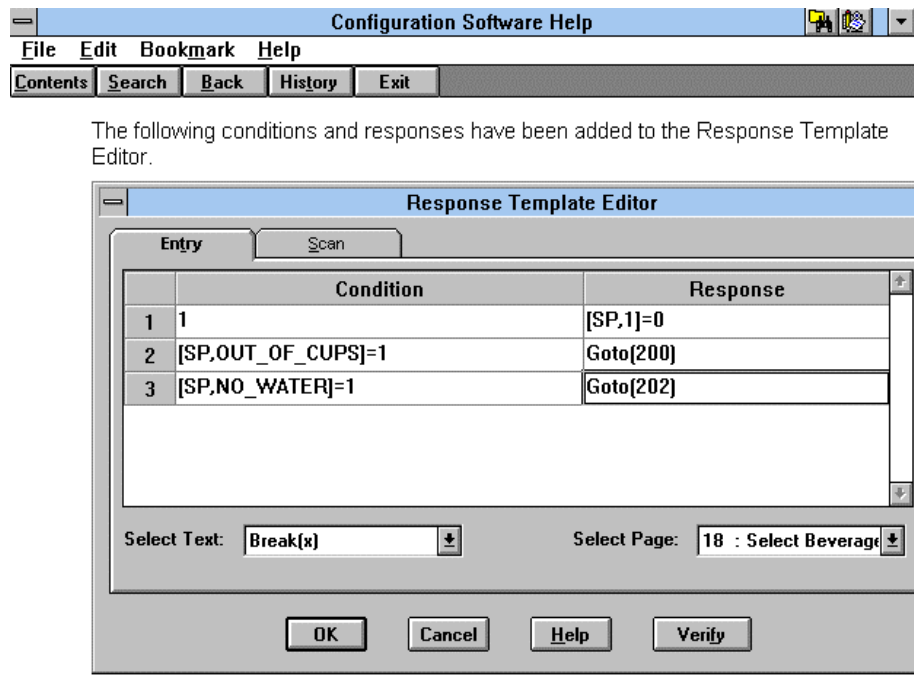 Configuration Software Help
File Edit Bookmark Help
Contents Search Back History Exit
The following conditions and responses have been added to the Response Template
Editor.
Response Template Editor
Entry Scan
Condition Response
1 1 [SP,1]=0
2 [SP,OUT_OF_CUPS]=1 Goto(200)
3 [SP,NO_WATER]=1 Goto(202)
Select Text: Break(x) Select Page: 18 : Select Beverage
OK Cancel Help Verify